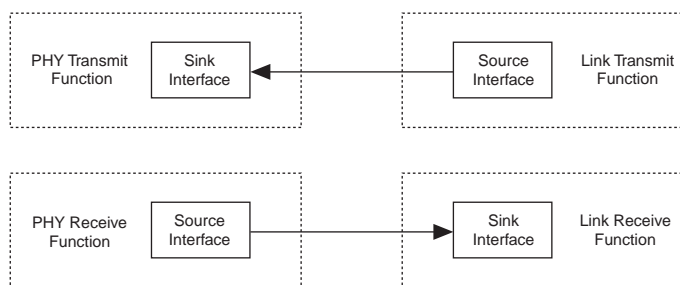 PHY Transmit
Function
Sink
Interface
Source
Interface
Link Transmit
Function
PHY Receive
Function
Source
Interface
Sink
Interface
Link Receive
Function